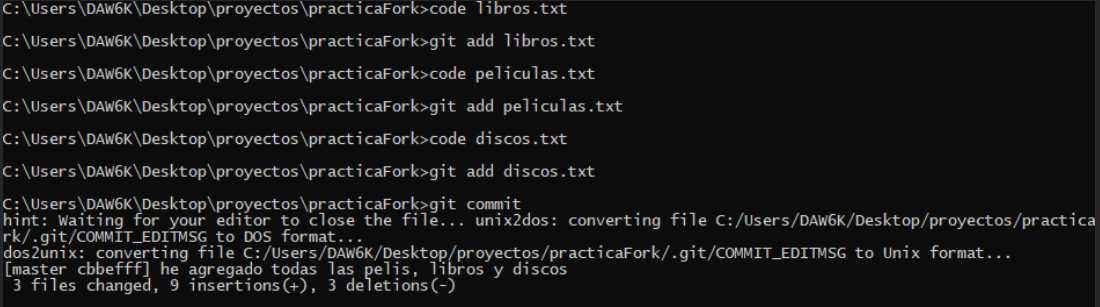 C:\Users\DAW6K\Desktop\proyectos\practicaFork>code libros.txt
C:\Users\DAW6K\Desktop\proyectos\practicaFork>git add libros.txt
C:\Users\DAW6K\Desktop\proyectos\practicaFork>code peliculas.txt
C:\Users\DAW6K\Desktop\proyectos\practicaFork>git add peliculas.txt
C:\Users\DAW6K\Desktop\proyectos\practicaFork>code discos.txt
C:\Users\DAW6K\Desktop\proyectos\practicaFork>git add discos.txt
C:\Users\DAW6K\Desktop\proyectos\practicaFork>git commit
hint: Waiting for your editor to close the file... unix2dos: converting file C:/Users/DAW6K/Desktop/proyectos/practica
rk/.git/COMMIT_EDITMSG to DOS format...
dos2unix: converting file C:/Users/DAW6K/Desktop/proyectos/practicaFork/.git/COMMIT_EDITMSG to Unix format...
[master cbbefff] he agregado todas las pelis, libros y discos
 3 files changed, 9 insertions(+), 3 deletions(-)